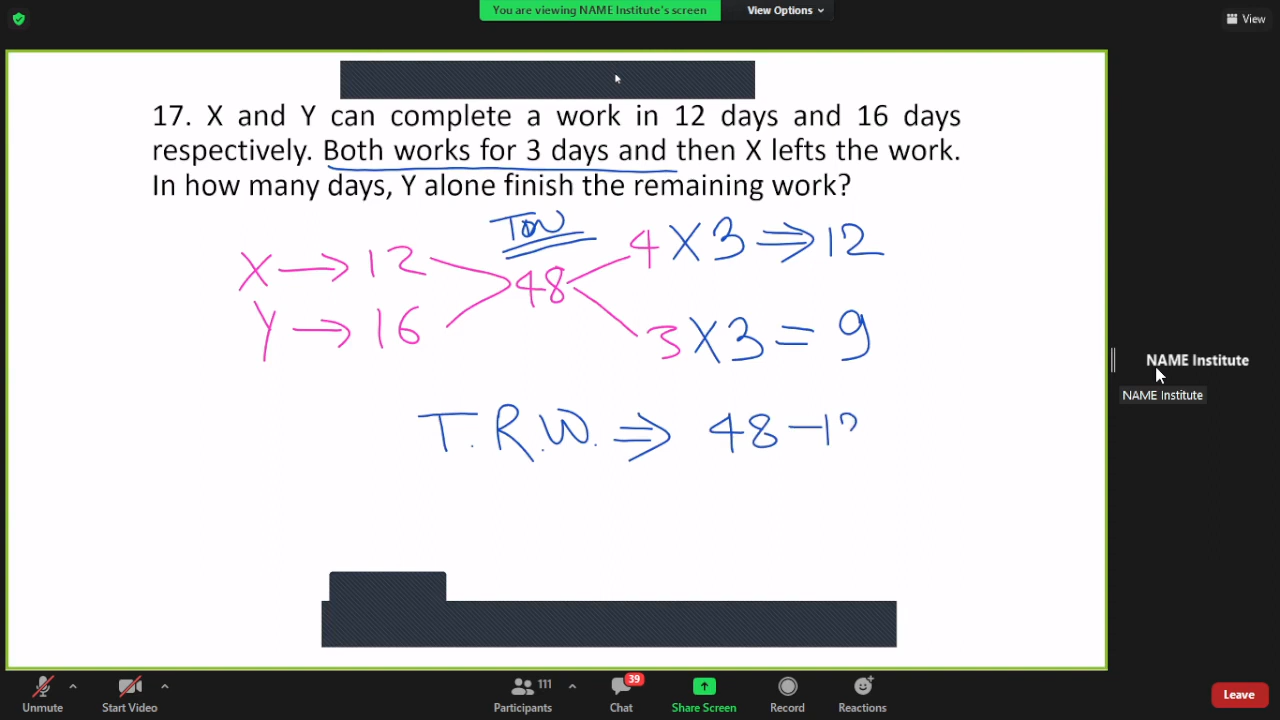 You are viewing NAME Institute's screen
View Options
View
17. X and Y can complete a work in 12 days and 16 days
respectively. Both works for 3 days and then X lefts the work.
In how many days, Y alone finish the remaining work?
TOW
X → 12
48
4 X 3 ⇒ 12
Y → 16
3 X 3 = 9
T.R.W. ⇒ 48 - 12
NAME Institute
NAME Institute
Unmute
Start Video
111
Participants
39
Chat
Share Screen
Record
Reactions
Leave